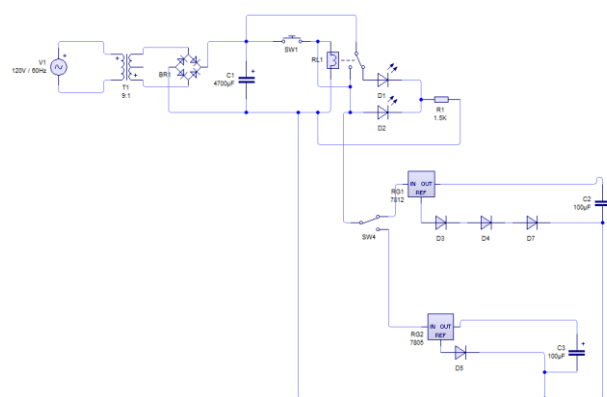 V1
120V / 60Hz
T1
9:1
BR1
C1
4700µF
SW1
RL1
D1
D2
R1
1.5K
SW4
IN OUT
REF
RG1
7812
D3
D4
D7
C2
100µF
IN OUT
REF
RG2
7805
D5
C3
100µF